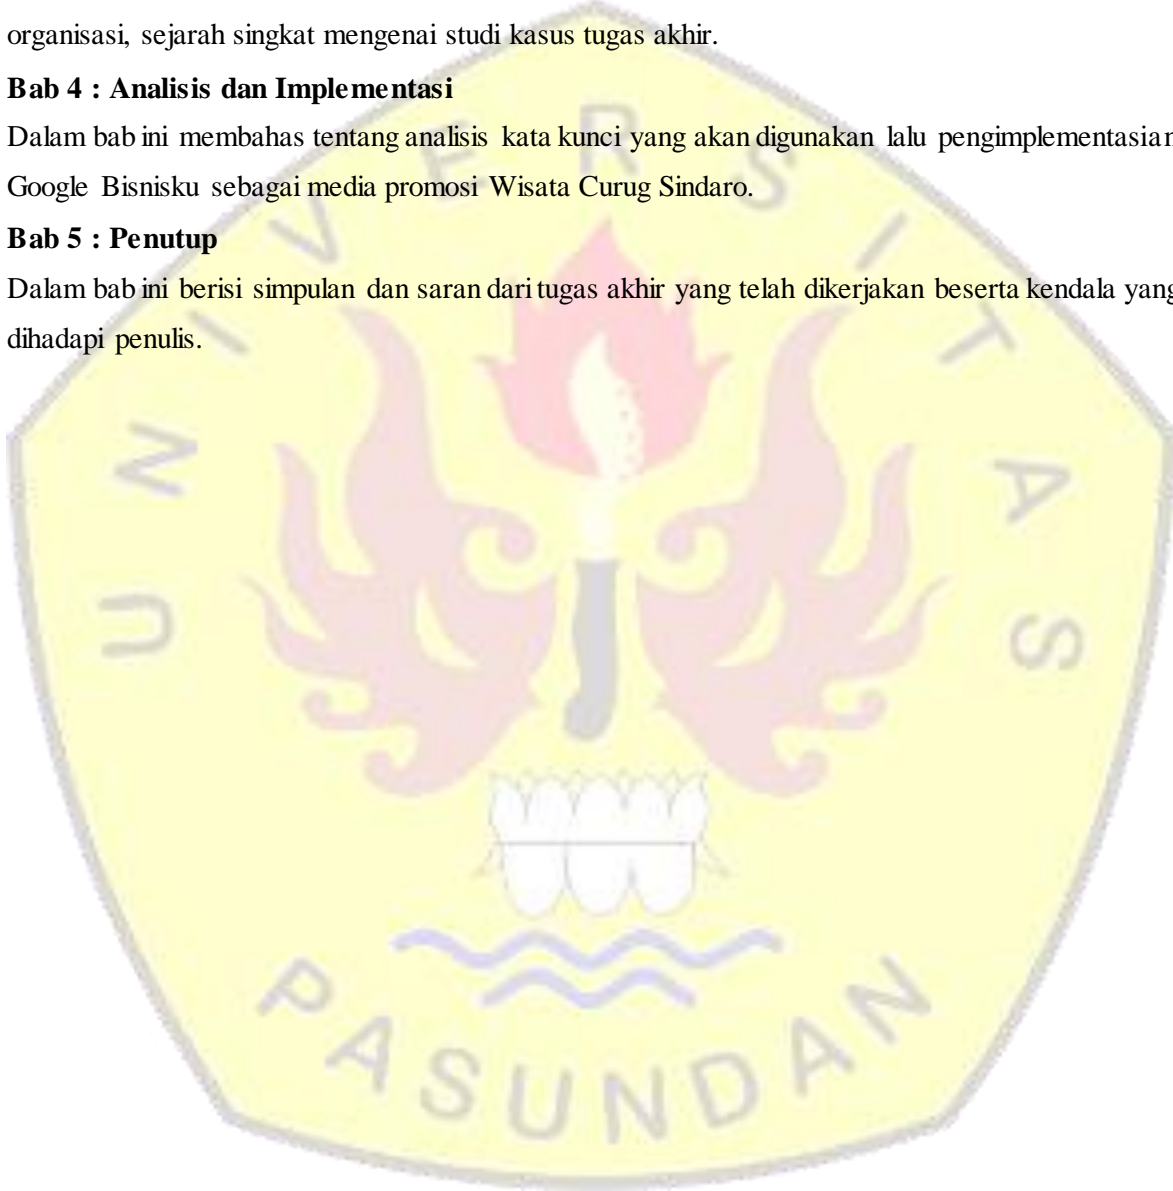 organisasi, sejarah singkat mengenai studi kasus tugas akhir.
Bab 4 : Analisis dan Implementasi
Dalam bab ini membahas tentang analisis kata kunci yang akan digunakan lalu pengimplementasian
Google Bisnisku sebagai media promosi Wisata Curug Sindaro.
Bab 5 : Penutup
Dalam bab ini berisi simpulan dan saran dari tugas akhir yang telah dikerjakan beserta kendala yang
dihadapi penulis.
UNIVERSITAS
PASUNDAN